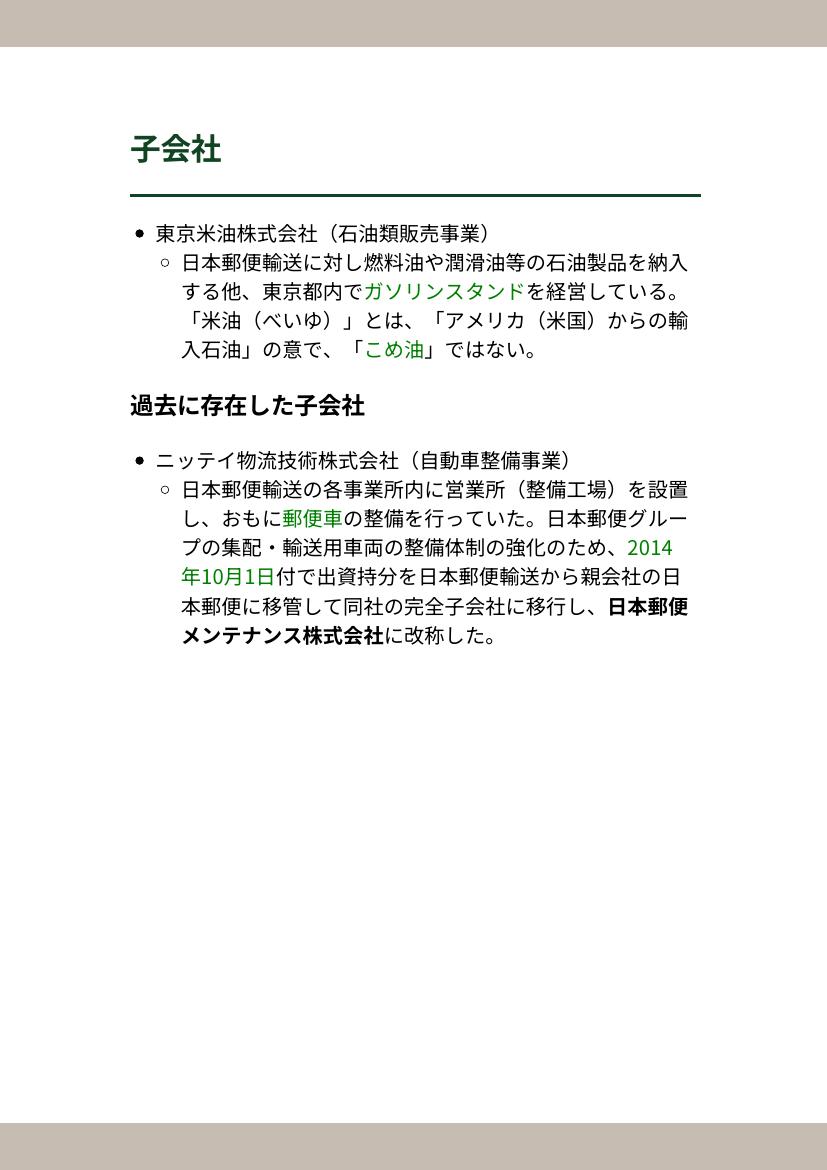 子会社
東京米油株式会社（石油類販売事業）
日本郵便輸送に対し燃料油や潤滑油等の石油製品を納入
する他、東京都内でガソリンスタンドを経営している。
「米油（べいゆ）」とは、「アメリカ（米国）からの輸
入石油」の意で、「こめ油」ではない。
過去に存在した子会社
ニッテイ物流技術株式会社（自動車整備事業）
日本郵便輸送の各事業所内に営業所（整備工場）を設置
し、おもに郵便車の整備を行っていた。日本郵便グルー
プの集配・輸送用車両の整備体制の強化のため、2014
年10月1日付で出資持分を日本郵便輸送から親会社の日
本郵便に移管して同社の完全子会社に移行し、日本郵便
メンテナンス株式会社に改称した。